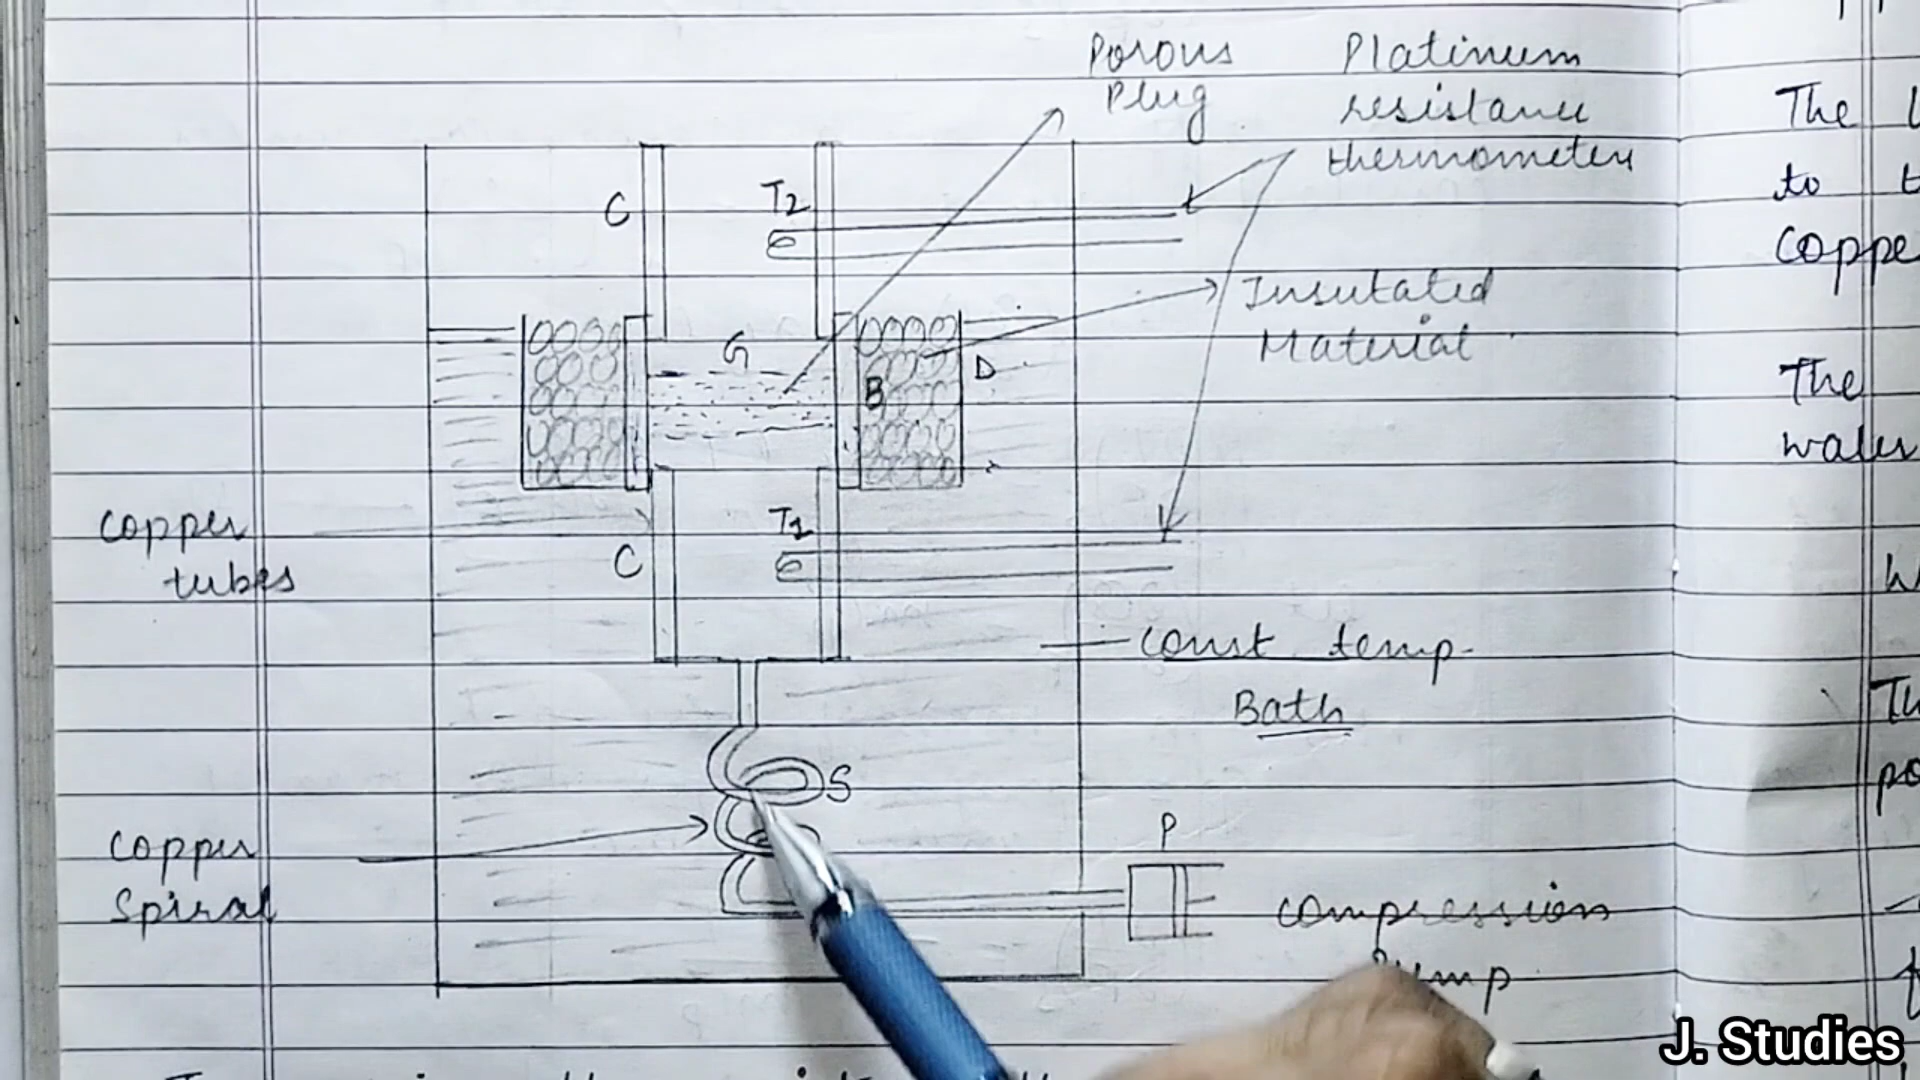 Porous
Plug
Platinum
resistance
thermometer
C
T2
Insulated
Material
G
B
D
copper
tubes
C
T1
const temp.
Bath
S
copper
spiral
P
compression
The
to
coppe
The
water
po
J. Studies